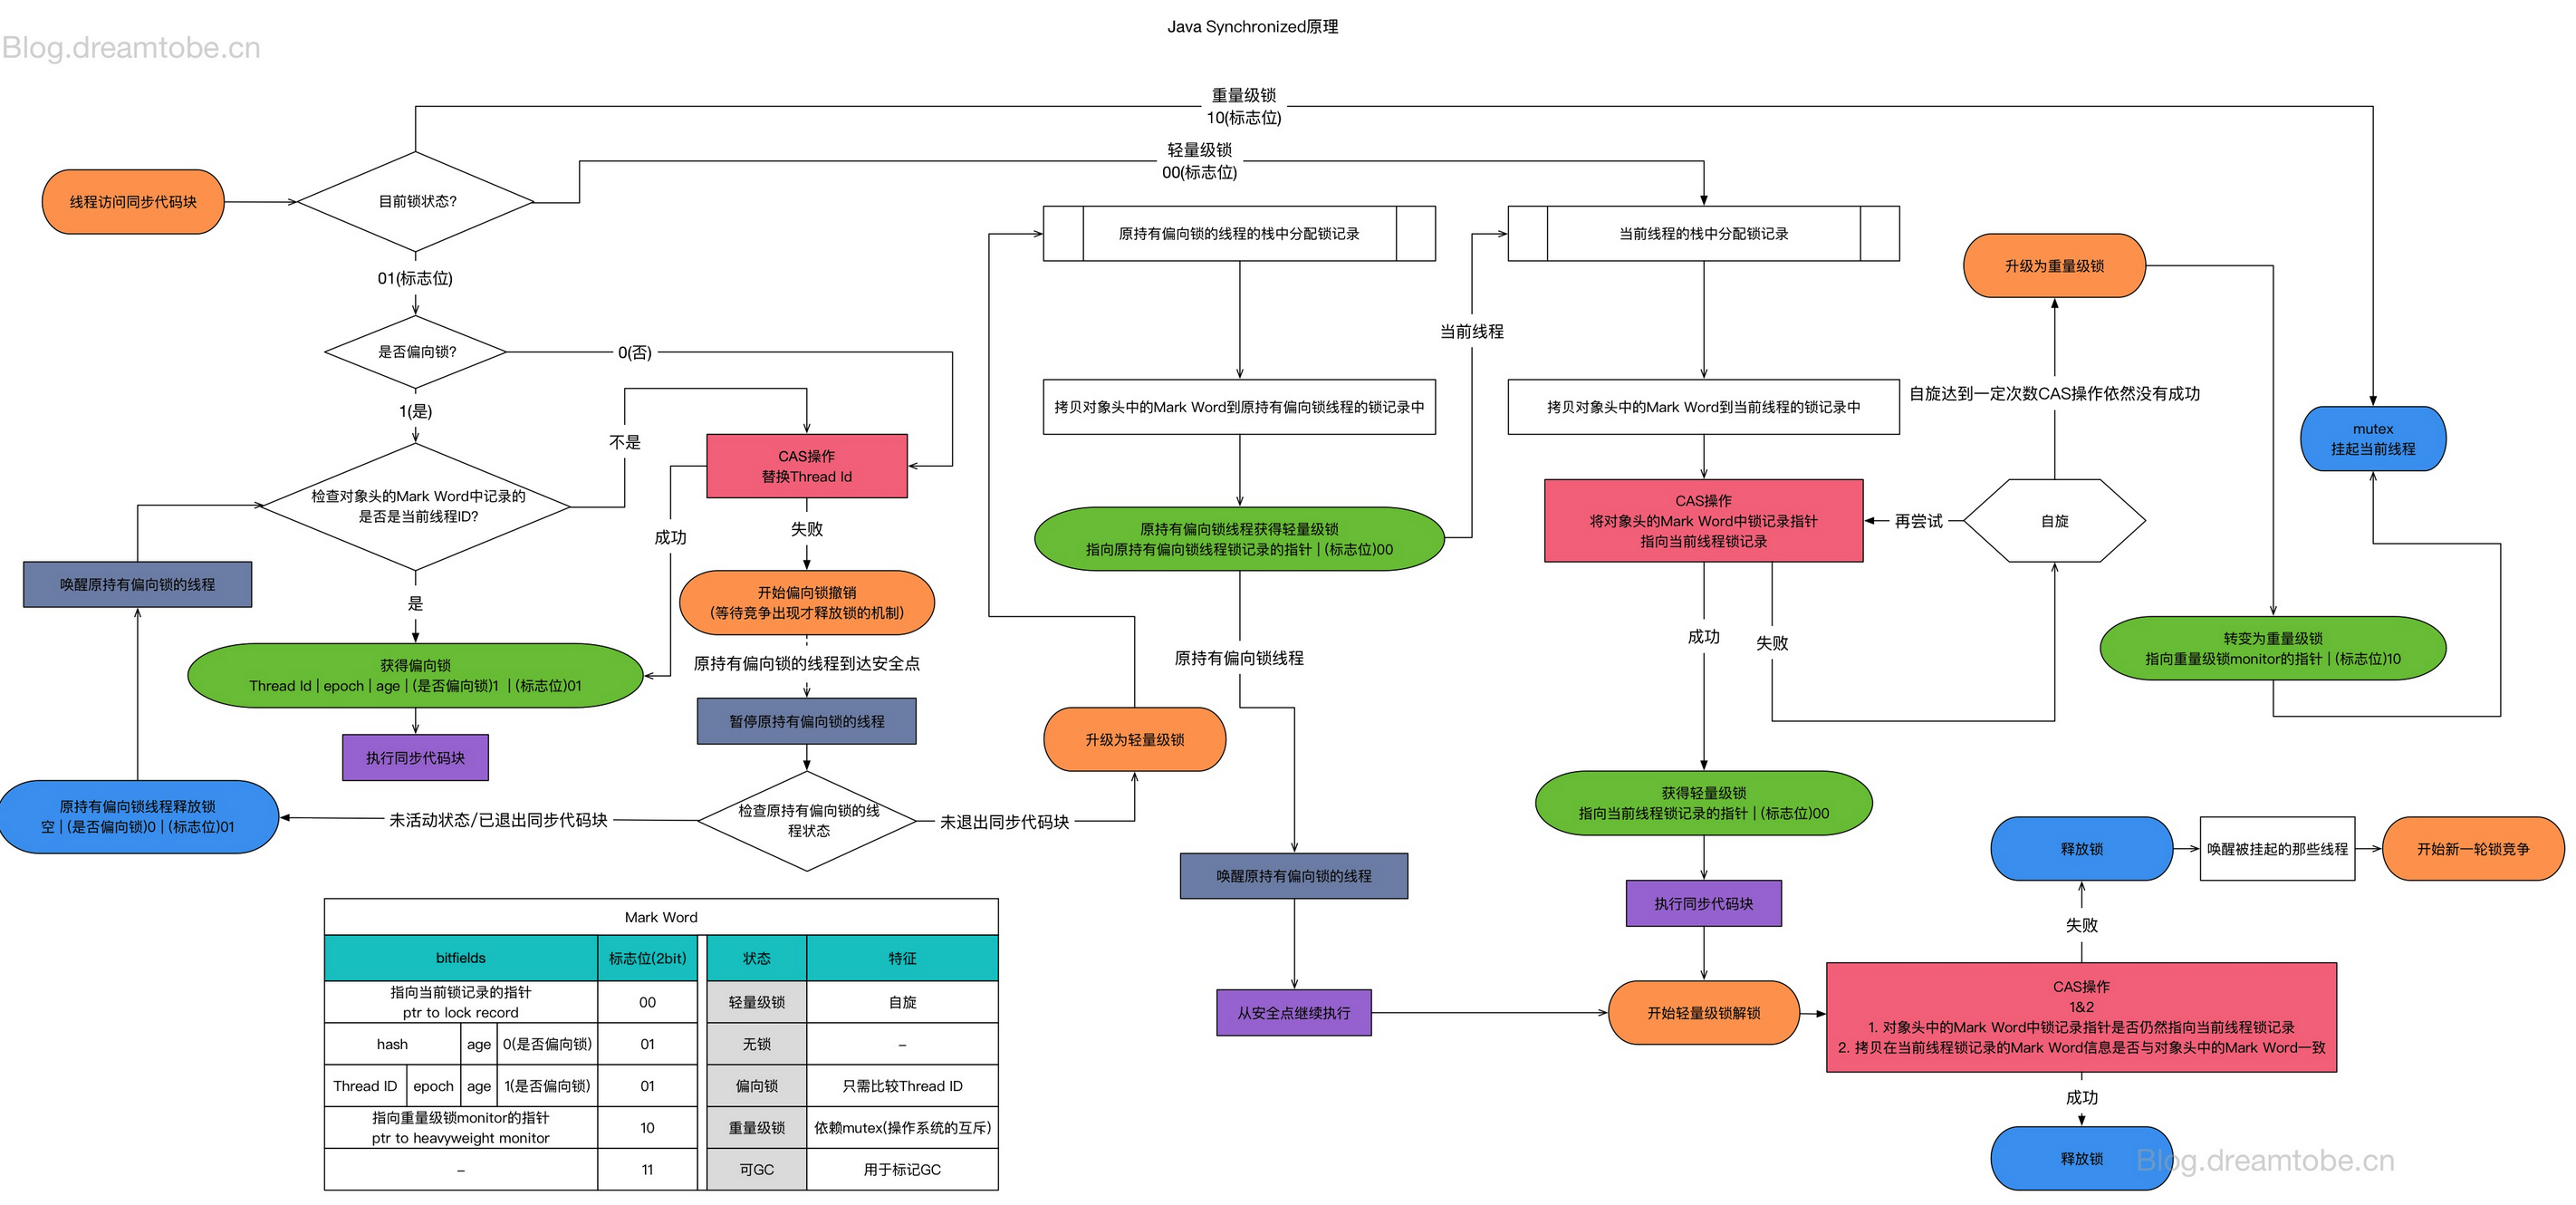 Java Synchronized原理
Blog.dreamtobe.cn
重量级锁
10(标志位)
轻量级锁
00(标志位)
线程访问同步代码块
目前锁状态?
原持有偏向锁的线程的栈中分配锁记录
当前线程的栈中分配锁记录
升级为重量级锁
01(标志位)
当前线程
是否偏向锁?
0(否)
自旋达到一定次数CAS操作依然没有成功
拷贝对象头中的Mark Word到原持有偏向锁线程的锁记录中
拷贝对象头中的Mark Word到当前线程的锁记录中
1(是)
mutex
挂起当前线程
不是
CAS操作
替换Thread Id
检查对象头的Mark Word中记录的
是否是当前线程ID?
CAS操作
将对象头的Mark Word中锁记录指针
指向当前线程锁记录
再尝试
自旋
成功
失败
原持有偏向锁线程获得轻量级锁
指向原持有偏向锁线程锁记录的指针 | (标志位)00
唤醒原持有偏向锁的线程
是
开始偏向锁撤销
(等待竞争出现才释放锁的机制)
成功
失败
转变为重量级锁
指向重量级锁monitor的指针 | (标志位)10
原持有偏向锁的线程到达安全点
原持有偏向锁线程
获得偏向锁
Thread Id | epoch | age | (是否偏向锁)1 | (标志位)01
暂停原持有偏向锁的线程
升级为轻量级锁
执行同步代码块
原持有偏向锁线程释放锁
空 | (是否偏向锁)0 | (标志位)01
未活动状态/已退出同步代码块
检查原持有偏向锁的线
程状态
未退出同步代码块
获得轻量级锁
指向当前线程锁记录的指针 | (标志位)00
释放锁
唤醒被挂起的那些线程
开始新一轮锁竞争
唤醒原持有偏向锁的线程
执行同步代码块
失败
Mark Word
bitfields
标志位(2bit)
状态
特征
指向当前锁记录的指针
ptr to lock record
00
轻量级锁
自旋
hash
age
0(是否偏向锁)
01
无锁
–
Thread ID
epoch
age
1(是否偏向锁)
01
偏向锁
只需比较Thread ID
指向重量级锁monitor的指针
ptr to heavyweight monitor
10
重量级锁
依赖mutex(操作系统的互斥)
–
11
可GC
用于标记GC
从安全点继续执行
开始轻量级锁解锁
CAS操作
1&2
1. 对象头中的Mark Word中锁记录指针是否仍然指向当前线程锁记录
2. 拷贝在当前线程锁记录的Mark Word信息是否与对象头中的Mark Word一致
成功
释放锁
Blog.dreamtobe.cn